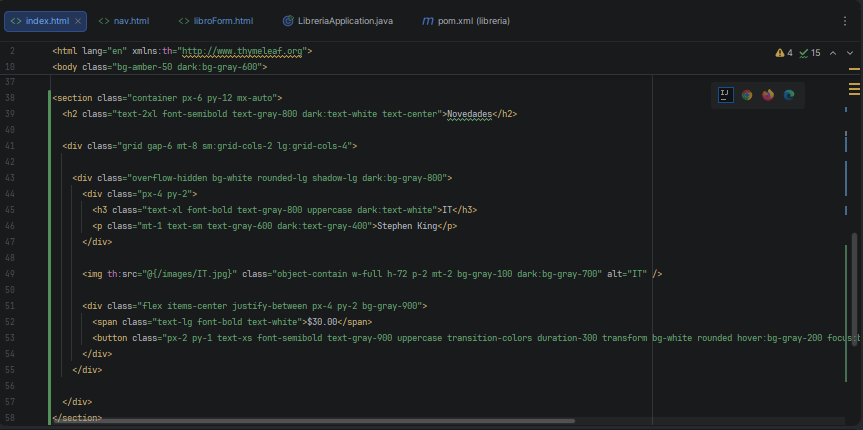 index.html nav.html libroForm.html LibreriaApplication.java pom.xml (libreria)
2 <html lang="en" xmlns:th="http://www.thymeleaf.org">
10 <body class="bg-amber-50 dark:bg-gray-600">
4 15
37
38 <section class="container px-6 py-12 mx-auto">
39 <h2 class="text-2xl font-semibold text-gray-800 dark:text-white text-center">Novedades</h2>
40
41 <div class="grid gap-6 mt-8 sm:grid-cols-2 lg:grid-cols-4">
42
43 <div class="overflow-hidden bg-white rounded-lg shadow-lg dark:bg-gray-800">
44 <div class="px-4 py-2">
45 <h3 class="text-xl font-bold text-gray-800 uppercase dark:text-white">IT</h3>
46 <p class="mt-1 text-sm text-gray-600 dark:text-gray-400">Stephen King</p>
47 </div>
48
49 <img th:src="@{/images/IT.jpg}" class="object-contain w-full h-72 p-2 mt-2 bg-gray-100 dark:bg-gray-700" alt="IT" />
50
51 <div class="flex items-center justify-between px-4 py-2 bg-gray-900">
52 <span class="text-lg font-bold text-white">$30.00</span>
53 <button class="px-2 py-1 text-xs font-semibold text-gray-900 uppercase transition-colors duration-300 transform bg-white rounded hover:bg-gray-200 focus:b
54 </div>
55 </div>
56
57 </div>
58 </section>